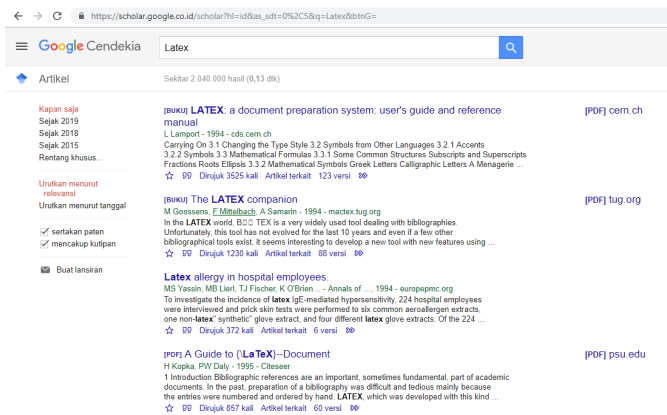 https://scholar.google.co.id/scholar?hl=id&as_sdt=0%2C5&q=Latex&btnG=
Google Cendekia
Latex
Artikel
Sekitar 2.040.000 hasil (0,13 dtk)
Kapan saja
Sejak 2019
Sejak 2018
Sejak 2015
Rentang khusus...
Urutkan menurut
relevansi
Urutkan menurut tanggal
sertakan paten
mencakup kutipan
Buat lansiran
[BUKU] LATEX: a document preparation system: user's guide and reference
manual
[PDF] cern.ch
L Lamport - 1994 - cds.cern.ch
Carrying On 3.1 Changing the Type Style 3.2 Symbols from Other Languages 3.2.1 Accents
3.2.2 Symbols 3.3 Mathematical Formulas 3.3.1 Some Common Structures Subscripts and Superscripts
Fractions Roots Ellipsis 3.3.2 Mathematical Symbols Greek Letters Calligraphic Letters A Menagerie ...
Dirujuk 3525 kali Artikel terkait 123 versi
[BUKU] The LATEX companion
[PDF] tug.org
M Goossens, F Mittelbach, A Samarin - 1994 - mactex.tug.org
In the LATEX world, B□□ TEX is a very widely used tool dealing with bibliographies.
Unfortunately, this tool has not evolved for the last 10 years and even if a few other
bibliographical tools exist, it seems interesting to develop a new tool with new features using ...
Dirujuk 1230 kali Artikel terkait 88 versi
Latex allergy in hospital employees.
MS Yassin, MB Lierl, TJ Fischer, K O'Brien... - Annals of ..., 1994 - europepmc.org
To investigate the incidence of latex IgE-mediated hypersensitivity, 224 hospital employees
were interviewed and prick skin tests were performed to six common aeroallergen extracts,
one non-latex" synthetic" glove extract, and four different latex glove extracts. Of the 224 ...
Dirujuk 372 kali Artikel terkait 6 versi
[PDF] A Guide to {\LaTeX}--Document
[PDF] psu.edu
H Kopka, PW Daly - 1995 - Citeseer
1 Introduction Bibliographic references are an important, sometimes fundamental, part of academic
documents. In the past, preparation of a bibliography was difficult and tedious mainly because
the entries were numbered and ordered by hand. LATEX, which was developed with this kind ...
Dirujuk 857 kali Artikel terkait 60 versi